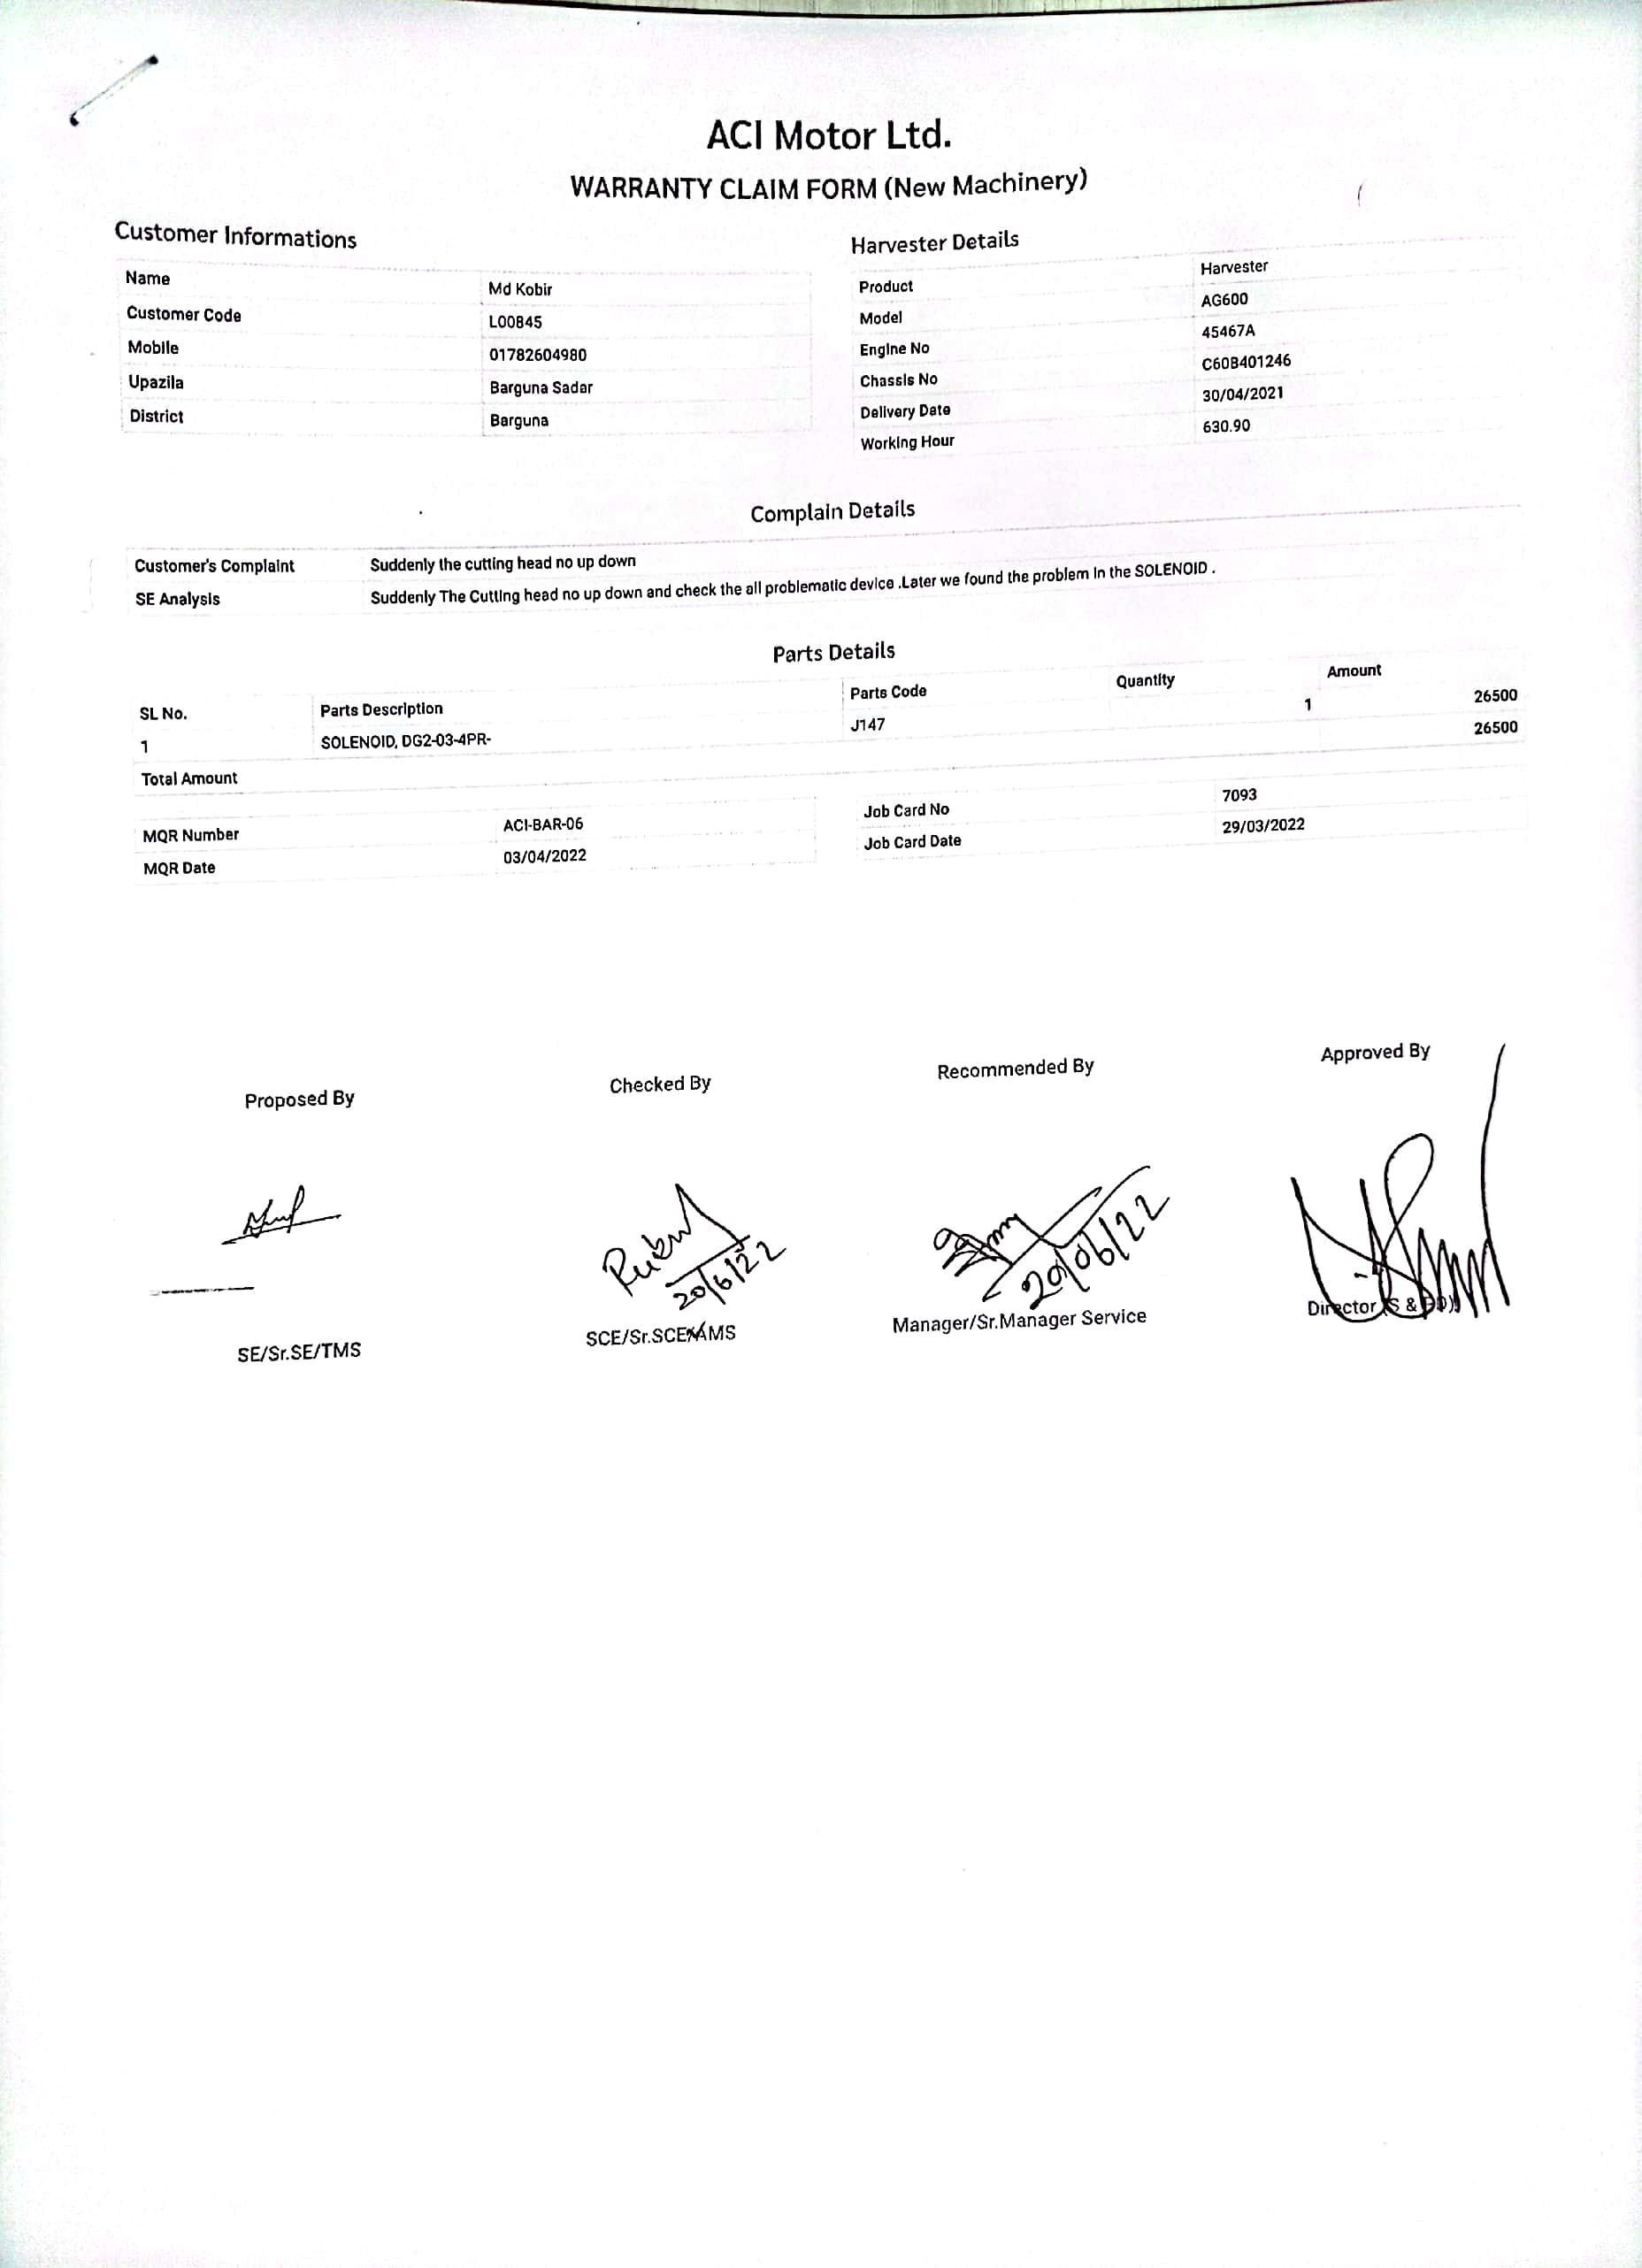 ACI Motor Ltd.
WARRANTY CLAIM FORM (New Machinery)
Customer Informations
Name Md Kobir
Customer Code L00845
Mobile 01782604980
Upazila Barguna Sadar
District Barguna
Harvester Details
Product Harvester
Model AG600
Engine No 45467A
Chassis No C60B401246
Delivery Date 30/04/2021
Working Hour 630.90
Complain Details
Customer's Complaint Suddenly the cutting head no up down
SE Analysis Suddenly The Cutting head no up down and check the all problematic device .Later we found the problem in the SOLENOID .
Parts Details
SL No. Parts Description Parts Code Quantity Amount
1 SOLENOID, DG2-03-4PR- J147 1 26500
Total Amount 26500
MQR Number ACI-BAR-06
MQR Date 03/04/2022
Job Card No 7093
Job Card Date 29/03/2022
Proposed By Checked By Recommended By Approved By
20/6/22 20/06/22
SE/Sr.SE/TMS SCE/Sr.SCE/AMS Manager/Sr.Manager Service Director (S & PD)